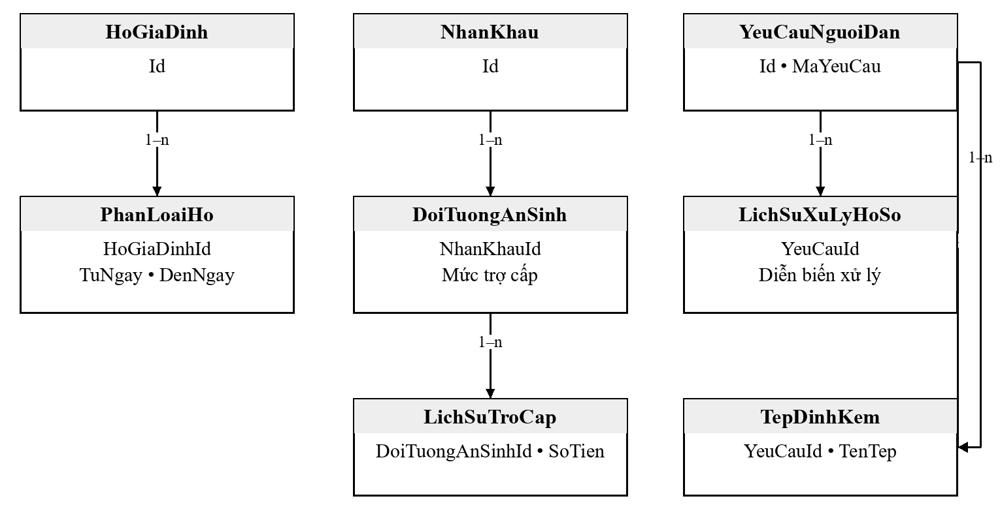 HoGiaDinh
Id
1–n
PhanLoaiHo
HoGiaDinhId
TuNgay • DenNgay
NhanKhau
Id
1–n
DoiTuongAnSinh
NhanKhauId
Mức trợ cấp
1–n
LichSuTroCap
DoiTuongAnSinhId • SoTien
YeuCauNguoiDan
Id • MaYeuCau
1–n
1–n
LichSuXuLyHoSo
YeuCauId
Diễn biến xử lý
TepDinhKem
YeuCauId • TenTep